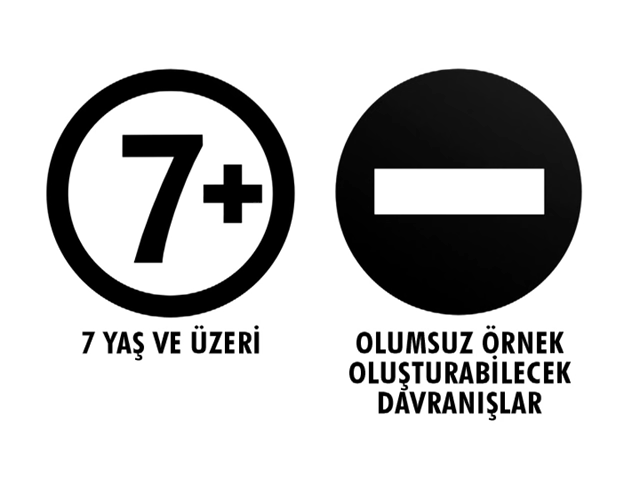 7+
7 YAŞ VE ÜZERİ
OLUMSUZ ÖRNEK
OLUŞTURABİLECEK
DAVRANIŞLAR